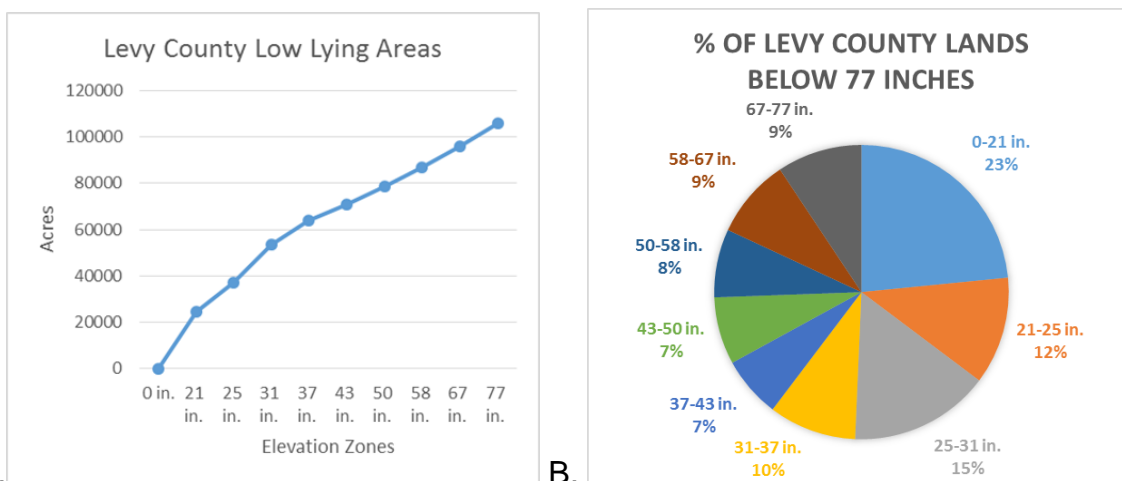 Levy County Low Lying Areas
120000
100000
80000
60000
40000
20000
0
Acres
0 in. 21 in. 25 in. 31 in. 37 in. 43 in. 50 in. 58 in. 67 in. 77 in.
Elevation Zones
B.
% OF LEVY COUNTY LANDS
BELOW 77 INCHES
67-77 in.
9%
0-21 in.
23%
58-67 in.
9%
50-58 in.
8%
43-50 in.
7%
21-25 in.
12%
37-43 in.
7%
31-37 in.
10%
25-31 in.
15%